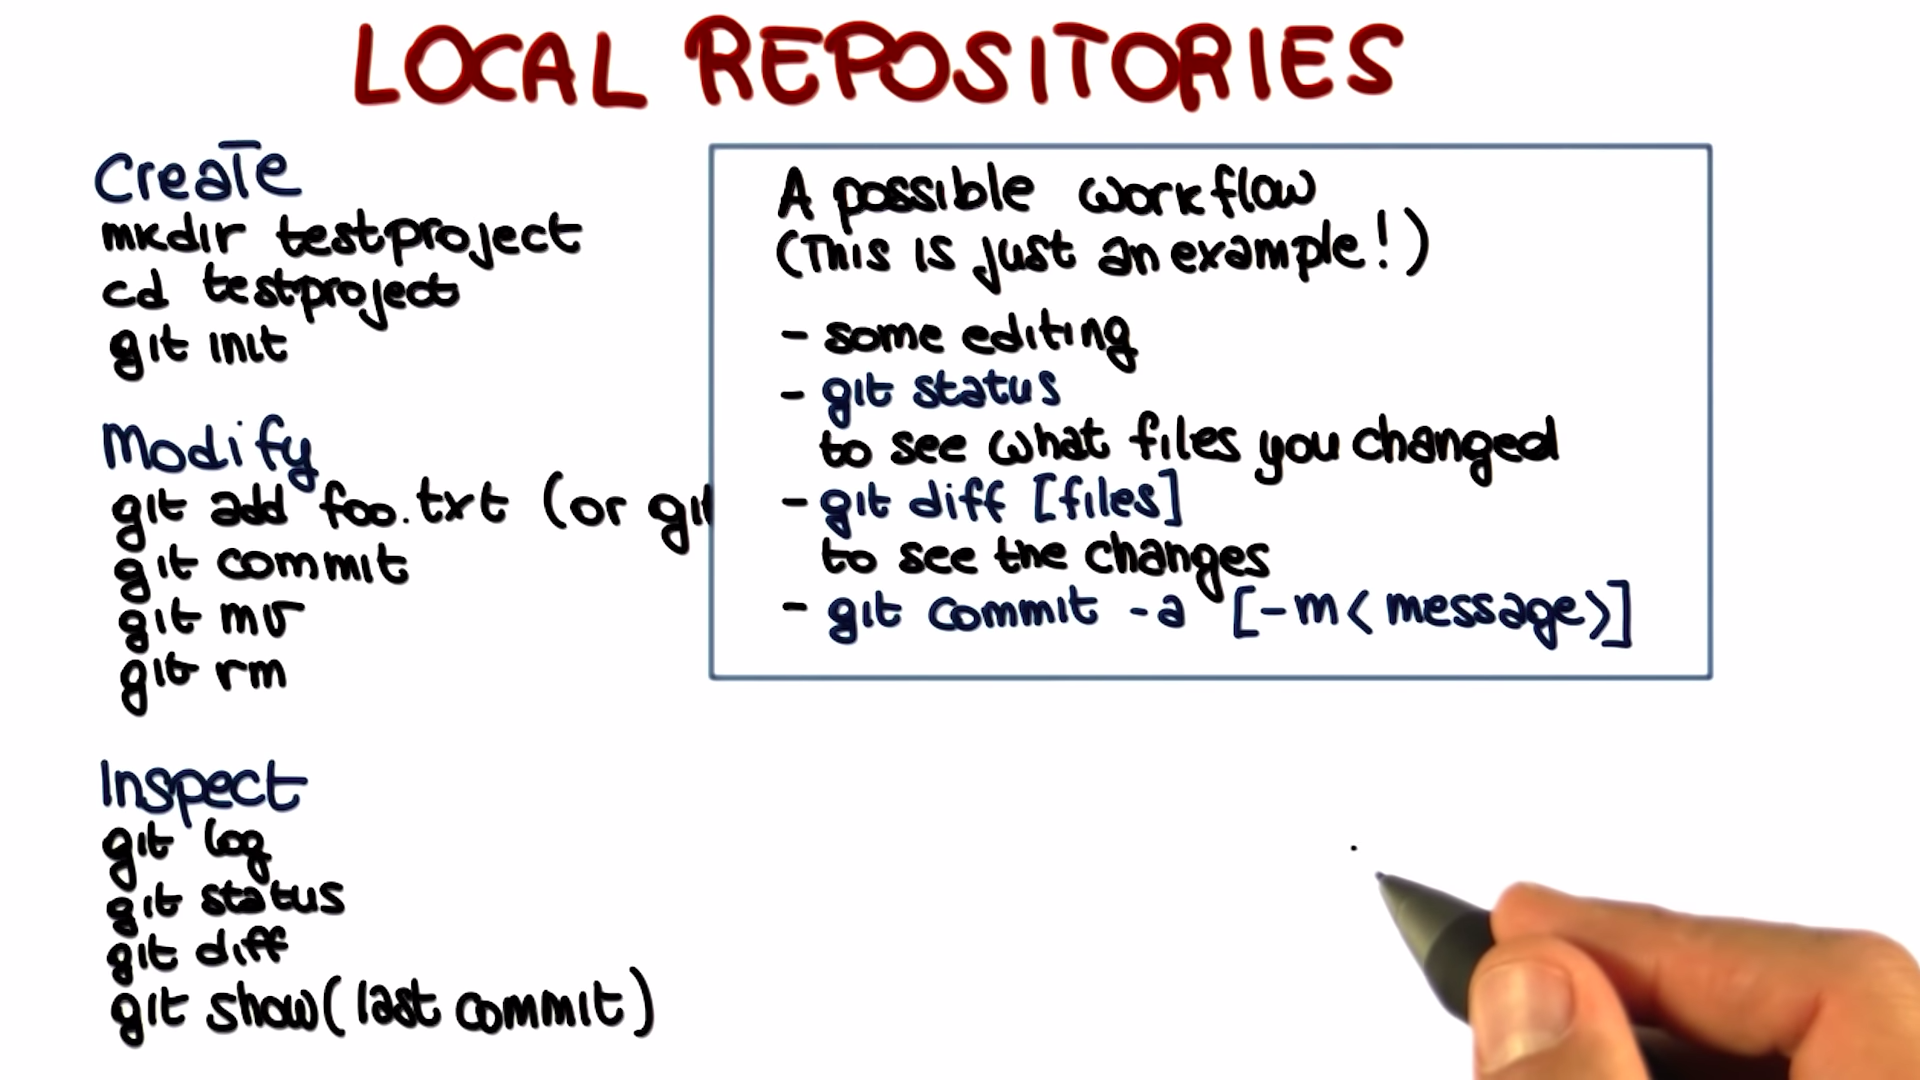 LOCAL REPOSITORIES
Create
mkdir testproject
cd testproject
git init
Modify
git add foo.txt (or
git commit
git mv
git rm
Inspect
git log
git status
git diff
git show (last commit)
A possible workflow
(This is just an example!)
- some editing
- git status
to see what files you changed
- git diff [files]
to see the changes
- git commit -a [-m < message>]